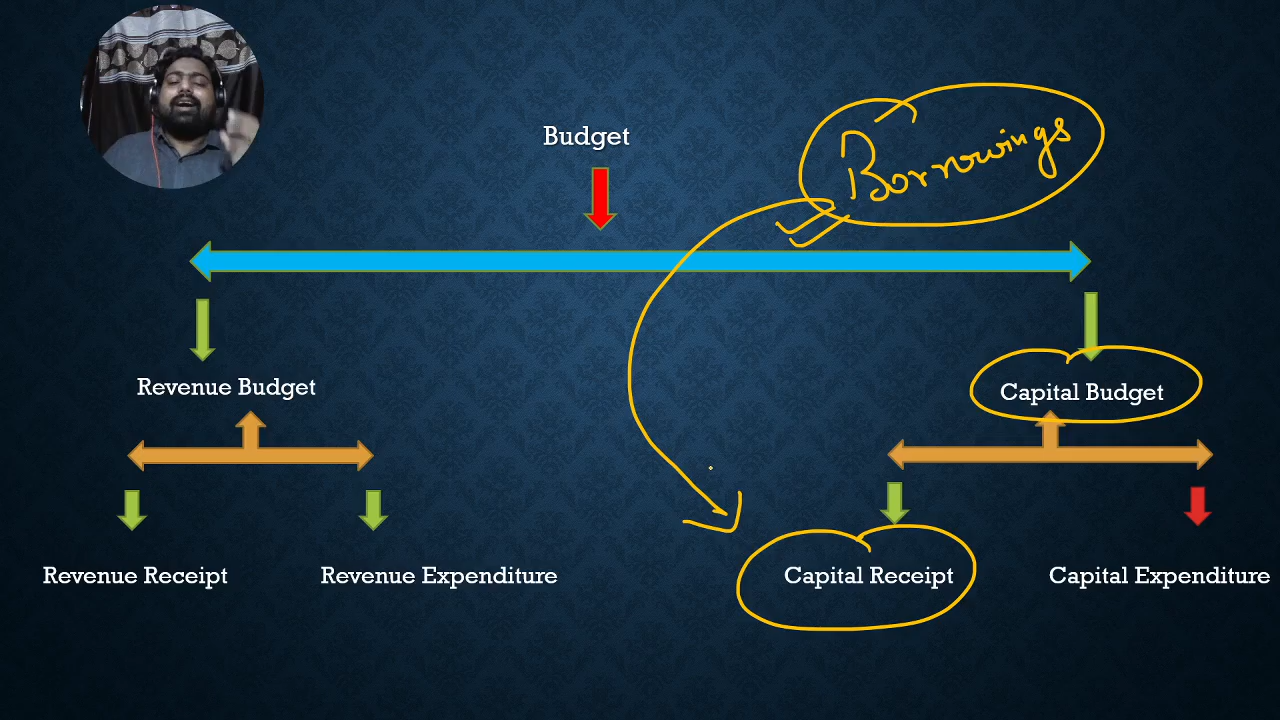 Budget
Borrowings
Revenue Budget
Capital Budget
Revenue Receipt
Revenue Expenditure
Capital Receipt
Capital Expenditure